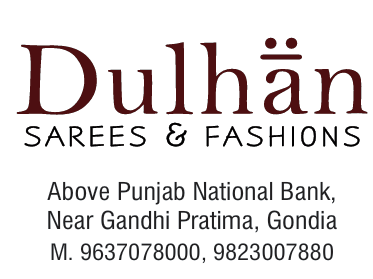 Dulhän
SAREES & FASHIONS
Above Punjab National Bank,
Near Gandhi Pratima, Gondia
M. 9637078000, 9823007880